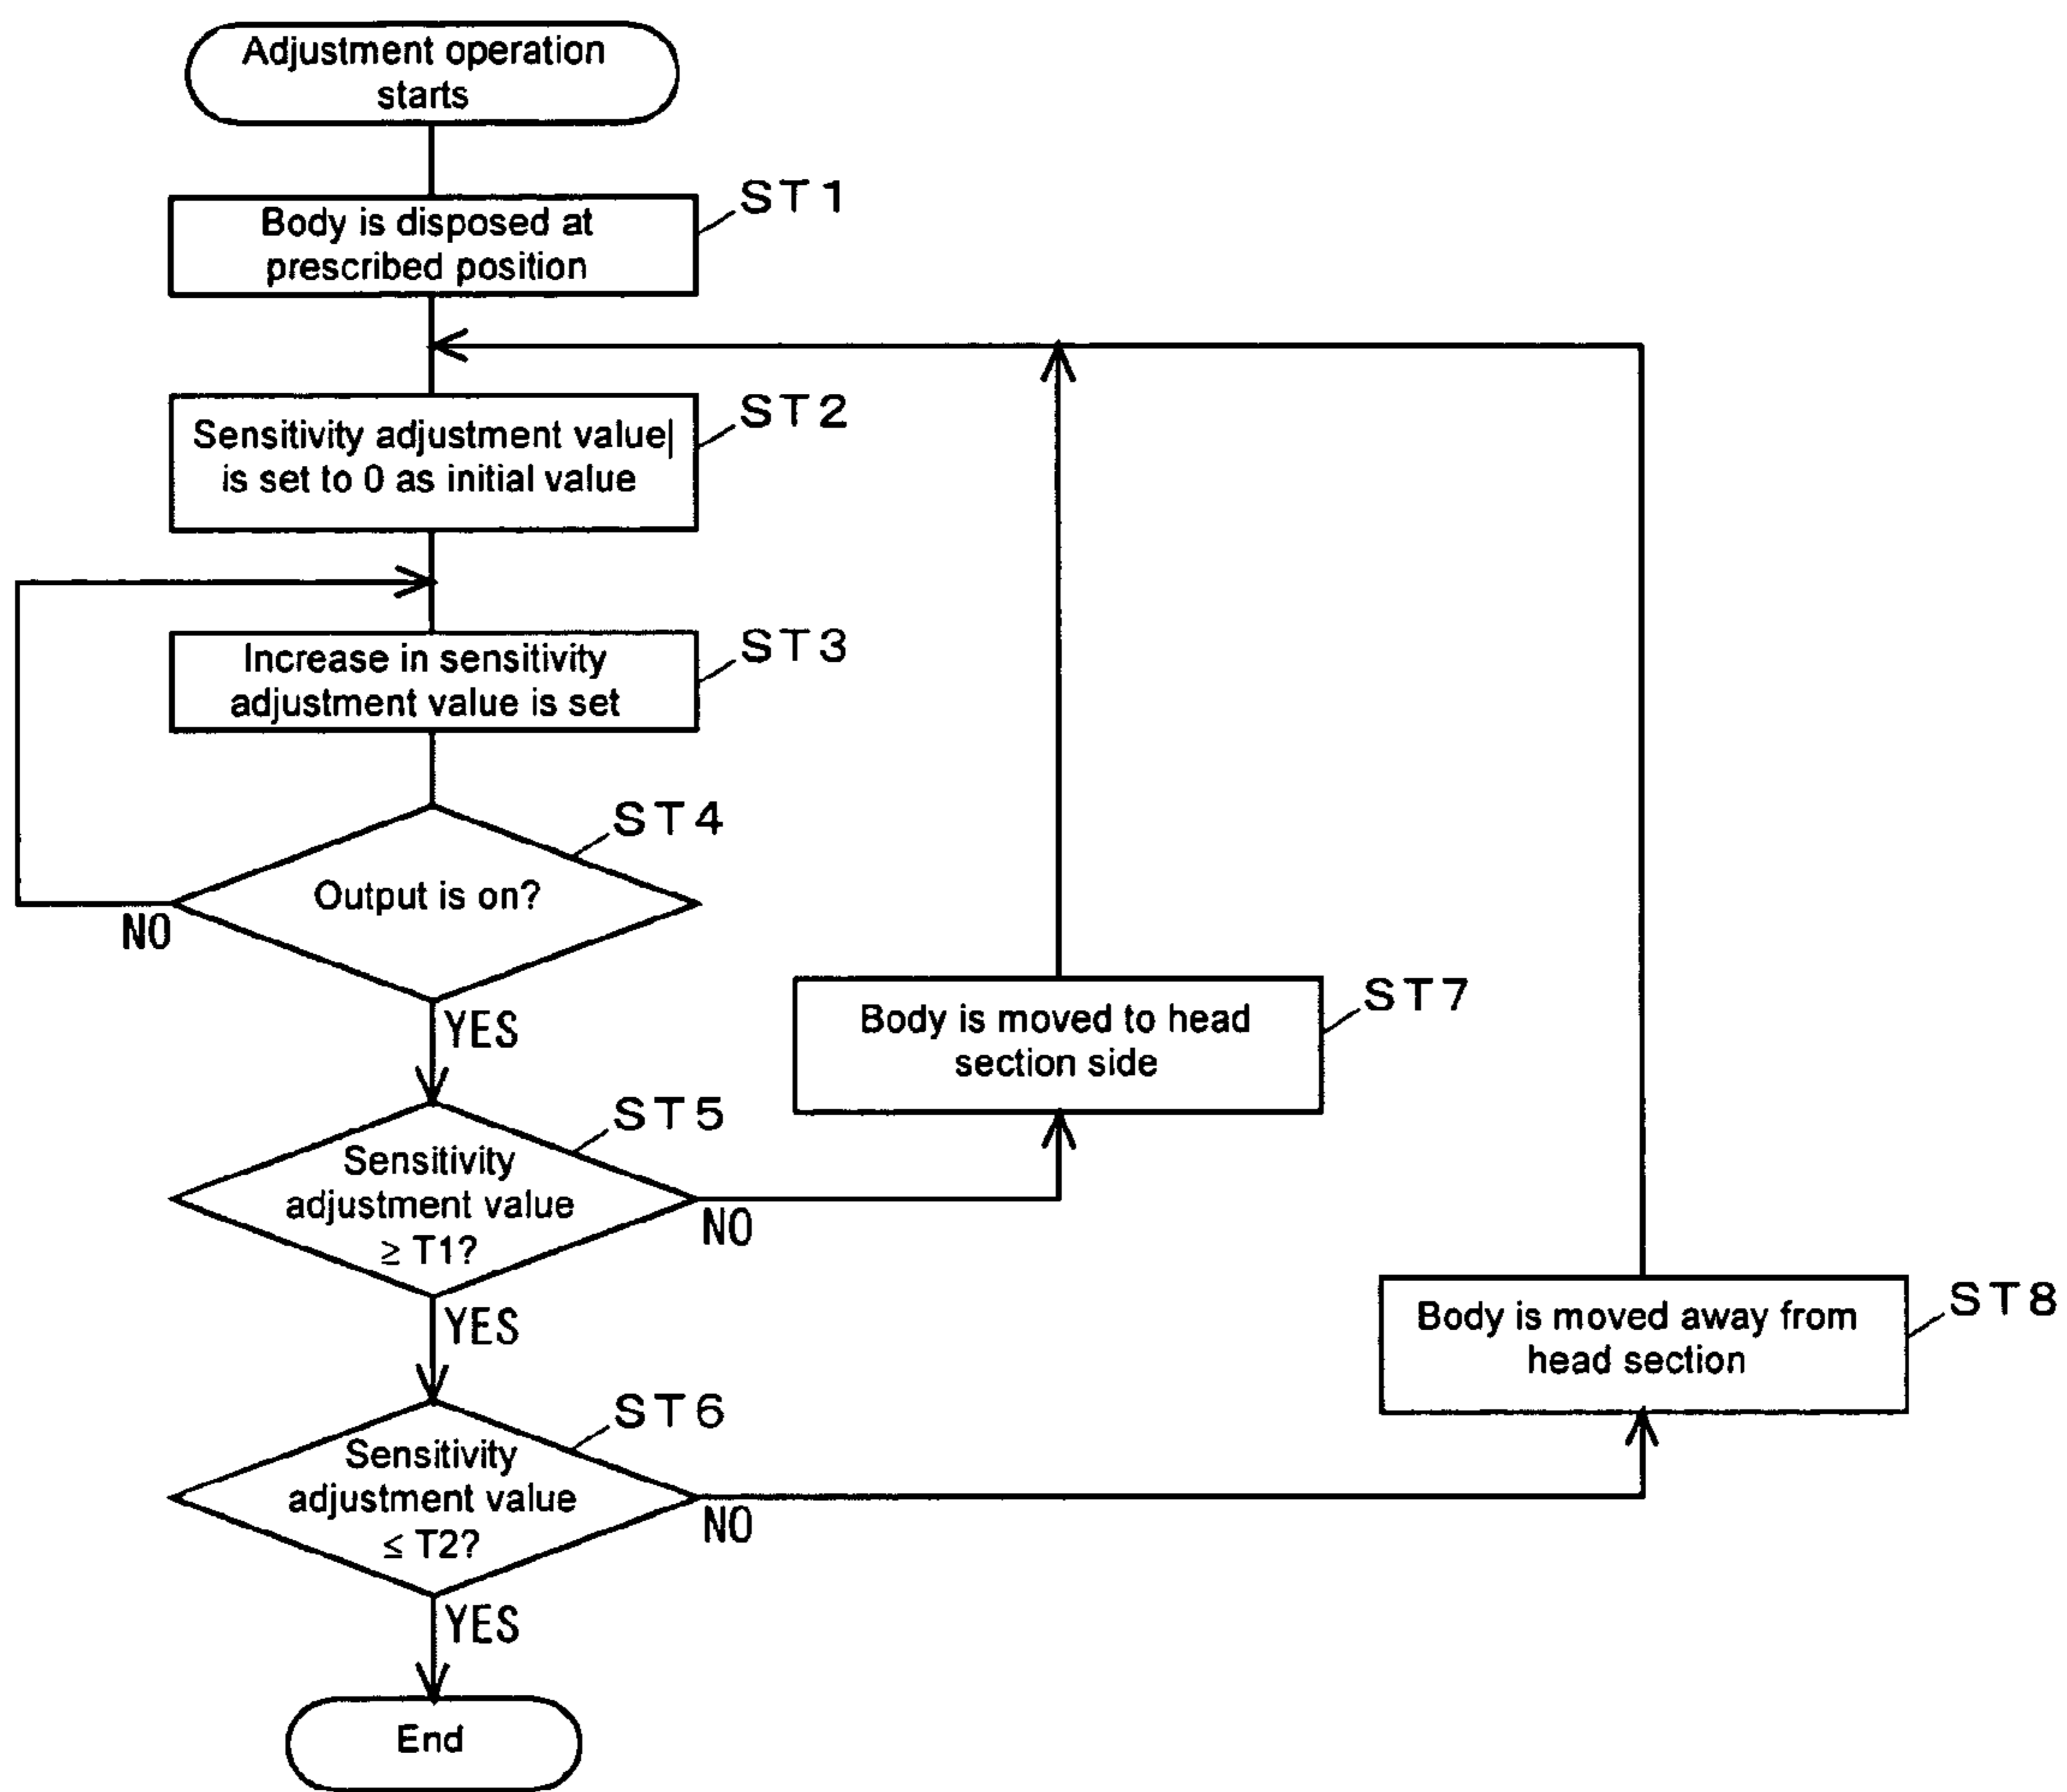 Adjustment operation
starts
ST1
Body is disposed at
prescribed position
ST2
Sensitivity adjustment value
is set to 0 as initial value
ST3
Increase in sensitivity
adjustment value is set
ST4
Output is on?
NO
YES
ST7
Body is moved to head
section side
ST5
Sensitivity
adjustment value
≥ T1?
NO
YES
ST8
Body is moved away from
head section
ST6
Sensitivity
adjustment value
≤ T2?
NO
YES
End